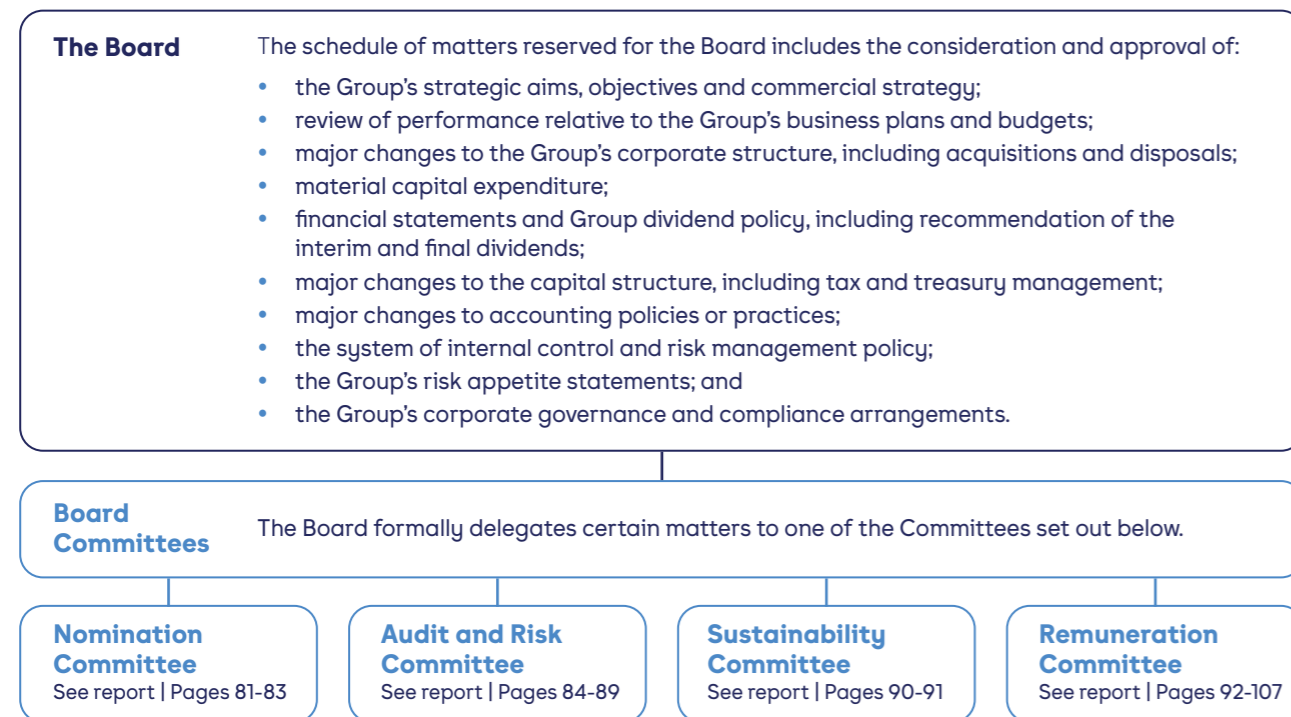 The Board
The schedule of matters reserved for the Board includes the consideration and approval of:
• the Group's strategic aims, objectives and commercial strategy;
• review of performance relative to the Group's business plans and budgets;
• major changes to the Group's corporate structure, including acquisitions and disposals;
• material capital expenditure;
• financial statements and Group dividend policy, including recommendation of the
interim and final dividends;
• major changes to the capital structure, including tax and treasury management;
• major changes to accounting policies or practices;
• the system of internal control and risk management policy;
• the Group's risk appetite statements; and
• the Group's corporate governance and compliance arrangements.
Board
Committees
The Board formally delegates certain matters to one of the Committees set out below.
Nomination
Committee
See report | Pages 81-83
Audit and Risk
Committee
See report | Pages 84-89
Sustainability
Committee
See report | Pages 90-91
Remuneration
Committee
See report | Pages 92-107